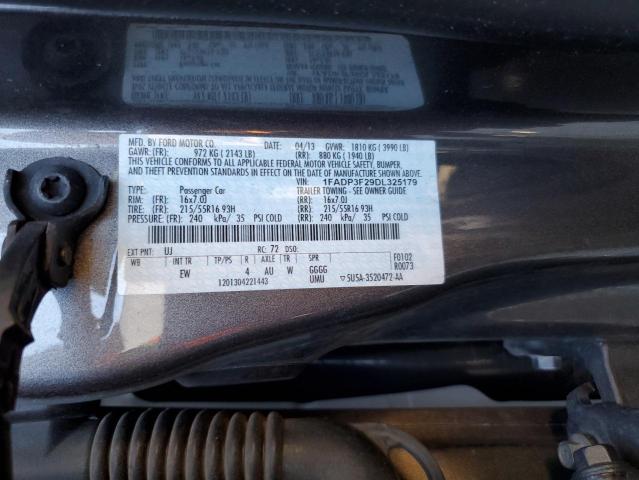 MFD. BY FORD MOTOR CO. DATE: 04/13 GVWR: 1810 KG ( 3990 LB)
GAWR: (FR): 972 KG ( 2143 LB) (RR): 880 KG ( 1940 LB)
THIS VEHICLE CONFORMS TO ALL APPLICABLE FEDERAL MOTOR VEHICLE SAFETY, BUMPER,
AND THEFT PREVENTION STANDARDS IN EFFECT ON THE DATE OF MANUFACTURE SHOWN ABOVE.
VIN: 1FADP3F29DL325179
TYPE: Passenger Car TRAILER TOWING - SEE OWNER GUIDE
RIM: (FR): 16x7.0J (RR): 16x7.0J
TIRE: (FR): 215/55R16 93H (RR): 215/55R16 93H
PRESSURE: (FR): 240 kPa/ 35 PSI COLD (RR): 240 kPa/ 35 PSI COLD
EXT PNT: UJ RC: 72 DSO: F0102
WB INT TR TP/PS R AXLE TR SPR R0073
EW 4 AU W GGGG
1201304221443 UMU 5U5A-3520472-AA